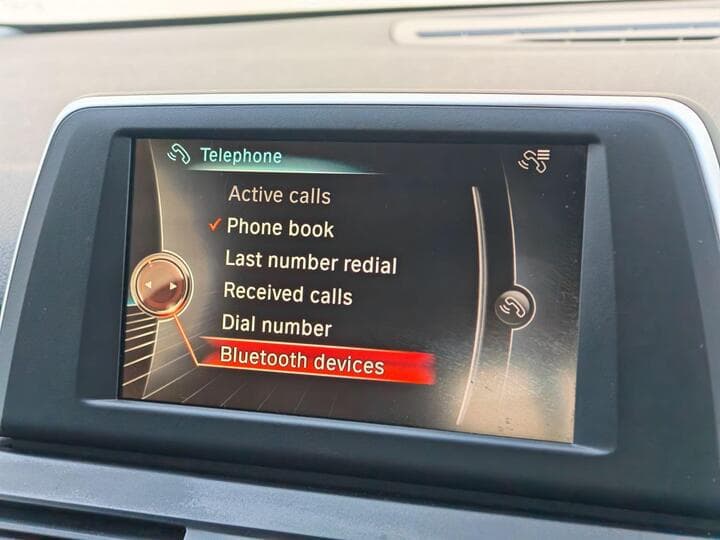 Telephone
Active calls
Phone book
Last number redial
Received calls
Dial number
Bluetooth devices